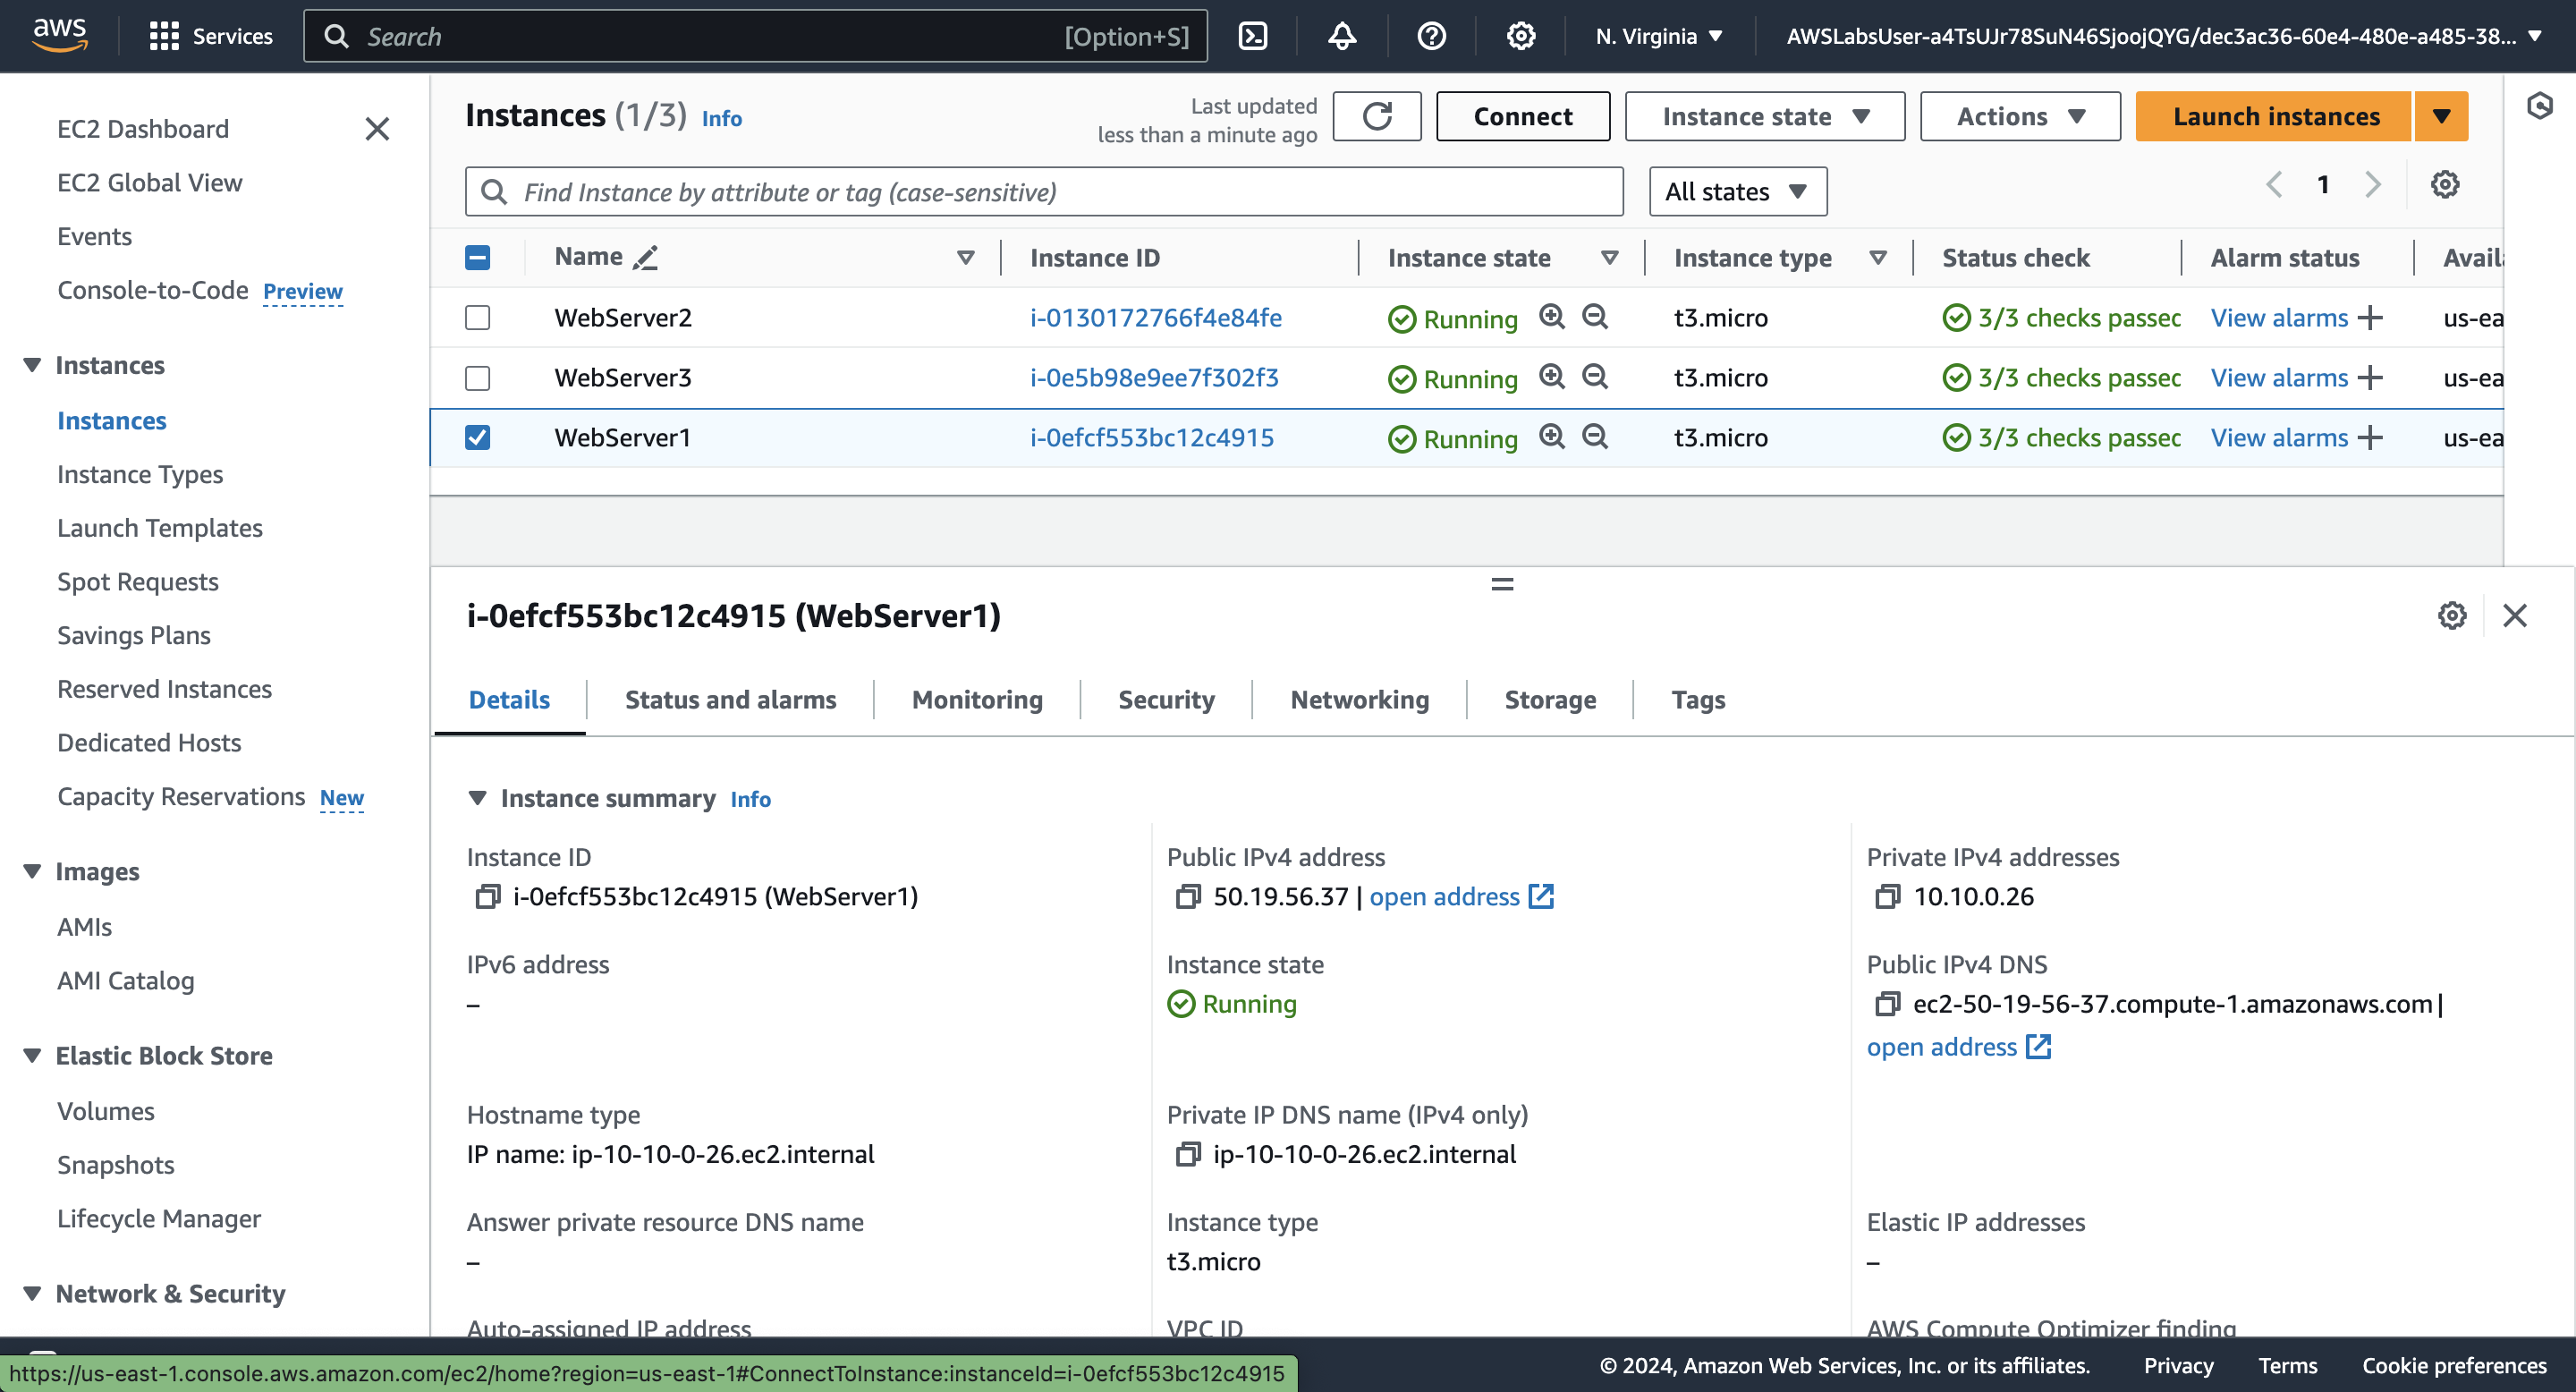 aws
Services
Search
[Option+S]
N. Virginia
AWSLabsUser-a4TsUJr78SuN46SjoojQYG/dec3ac36-60e4-480e-a485-38...
EC2 Dashboard
EC2 Global View
Events
Console-to-Code Preview
Instances
Instances
Instance Types
Launch Templates
Spot Requests
Savings Plans
Reserved Instances
Dedicated Hosts
Capacity Reservations New
Images
AMIs
AMI Catalog
Elastic Block Store
Volumes
Snapshots
Lifecycle Manager
Network & Security
Instances (1/3) Info
Last updated
less than a minute ago
Connect
Instance state
Actions
Launch instances
Find Instance by attribute or tag (case-sensitive)
All states
1
Name Instance ID Instance state Instance type Status check Alarm status Avail
WebServer2 i-0130172766f4e84fe Running t3.micro 3/3 checks passed View alarms us-ea
WebServer3 i-0e5b98e9ee7f302f3 Running t3.micro 3/3 checks passed View alarms us-ea
WebServer1 i-0efcf553bc12c4915 Running t3.micro 3/3 checks passed View alarms us-ea
i-0efcf553bc12c4915 (WebServer1)
Details Status and alarms Monitoring Security Networking Storage Tags
Instance summary Info
Instance ID
i-0efcf553bc12c4915 (WebServer1)
Public IPv4 address
50.19.56.37 | open address
Private IPv4 addresses
10.10.0.26
IPv6 address
–
Instance state
Running
Public IPv4 DNS
ec2-50-19-56-37.compute-1.amazonaws.com |
open address
Hostname type
IP name: ip-10-10-0-26.ec2.internal
Private IP DNS name (IPv4 only)
ip-10-10-0-26.ec2.internal
Answer private resource DNS name
–
Instance type
t3.micro
Elastic IP addresses
–
Auto-assigned IP address
VPC ID
AWS Compute Optimizer finding
https://us-east-1.console.aws.amazon.com/ec2/home?region=us-east-1#ConnectToInstance:instanceId=i-0efcf553bc12c4915
© 2024, Amazon Web Services, Inc. or its affiliates.
Privacy
Terms
Cookie preferences